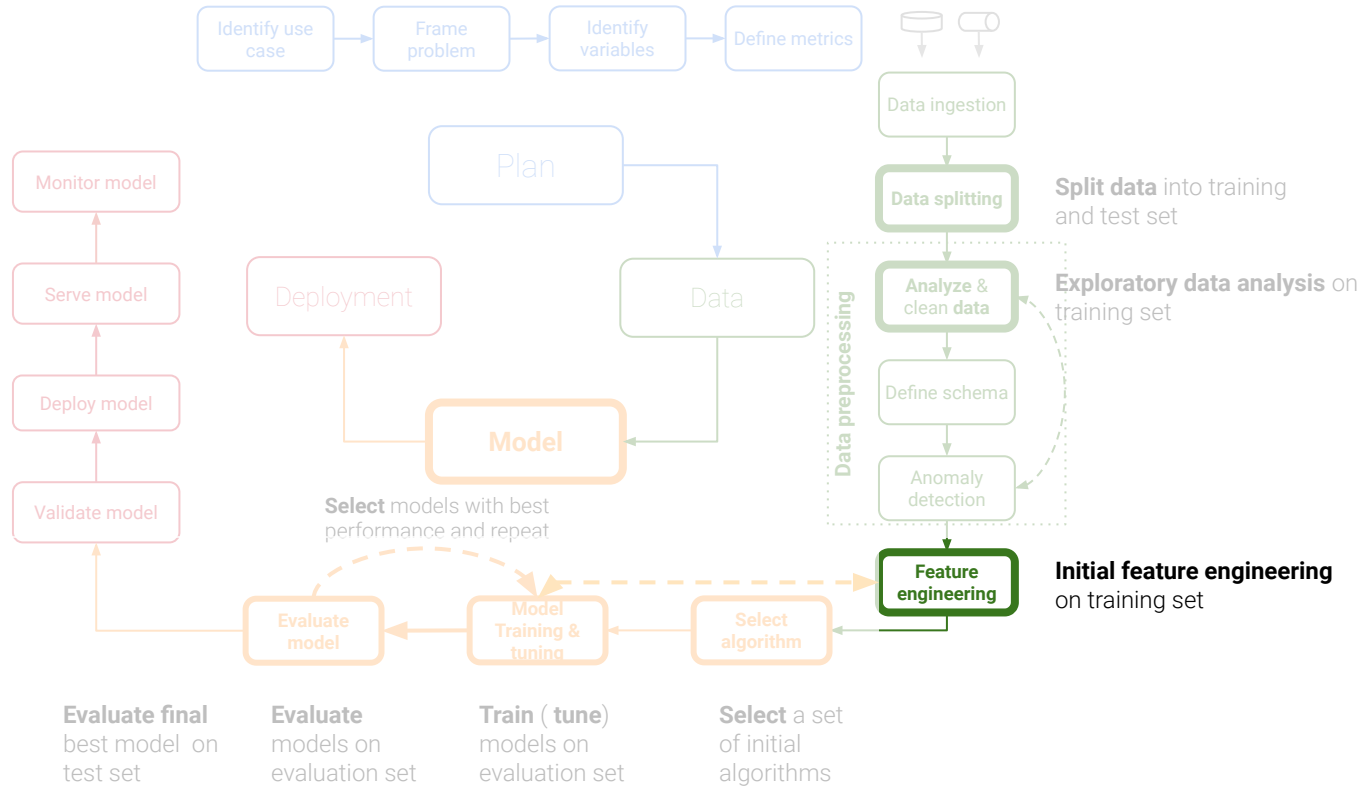 Identify use
case
Frame
problem
Identify
variables
Define metrics
Data ingestion
Plan
Monitor model
Data splitting
Split data into training
and test set
Serve model
Deployment
Data
Data preprocessing
Analyze &
clean data
Exploratory data analysis on
training set
Deploy model
Define schema
Model
Validate model
Anomaly
detection
Select models with best
performance and repeat
Feature
engineering
Initial feature engineering
on training set
Evaluate
model
Model
Training &
tuning
Select
algorithm
Evaluate final
best model on
test set
Evaluate
models on
evaluation set
Train ( tune)
models on
evaluation set
Select a set
of initial
algorithms